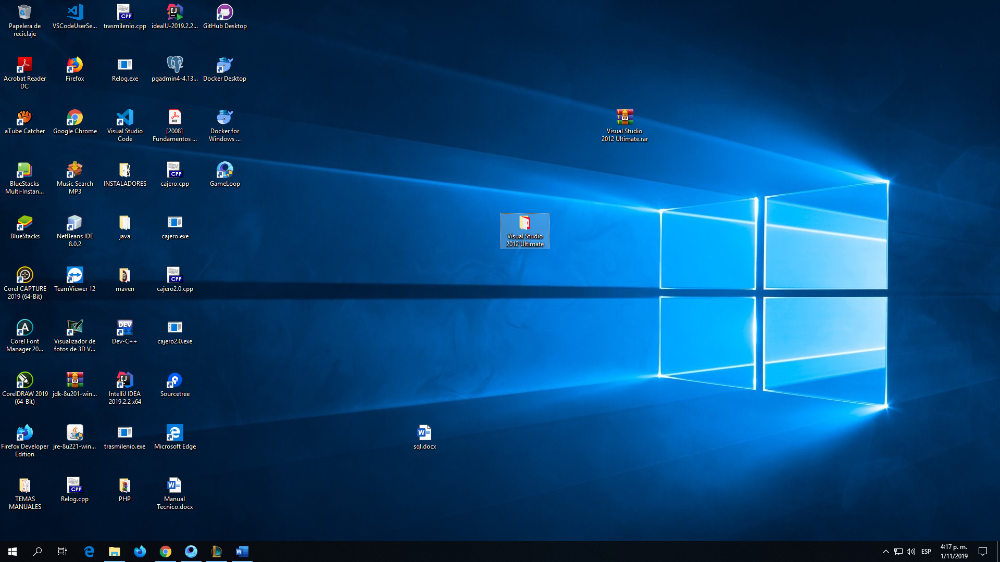 Papelera de
reciclaje
VSCodeUserSe...
trasmilenio.cpp
idealU-2019.2.2...
GitHub Desktop
Acrobat Reader
DC
Firefox
Relog.exe
pgadmin4-4.13...
Docker Desktop
aTube Catcher
Google Chrome
Visual Studio
Code
[2008]
Fundamentos ...
Docker for
Windows ...
Visual Studio
2012 Ultimate.rar
BlueStacks
Multi-Instan...
Music Search
MP3
INSTALADORES
cajero.cpp
GameLoop
BlueStacks
NetBeans IDE
8.0.2
java
cajero.exe
Visual Studio
2012 Ultimate
Corel CAPTURE
2019 (64-Bit)
TeamViewer 12
maven
cajero2.0.cpp
Corel Font
Manager 20...
Visualizador de
fotos de 3D V...
Dev-C++
cajero2.0.exe
CorelDRAW 2019
(64-Bit)
jdk-8u201-win...
IntelliJ IDEA
2019.2.2 x64
Sourcetree
Firefox Developer
Edition
jre-8u221-win...
trasmilenio.exe
Microsoft Edge
sql.docx
TEMAS
MANUALES
Relog.cpp
PHP
Manual
Tecnico.docx
ESP
4:17 p. m.
1/11/2019